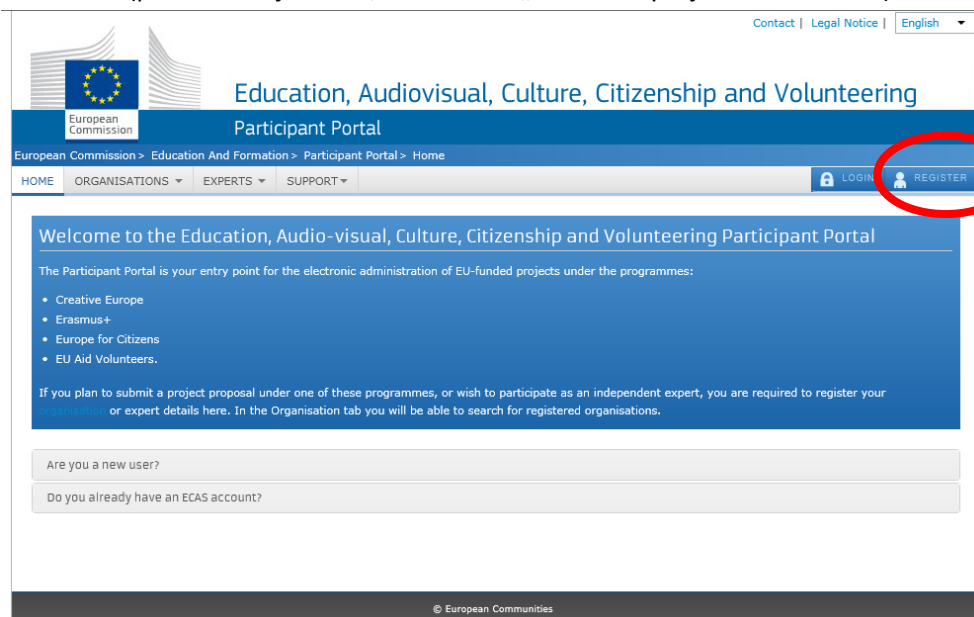 Contact | Legal Notice | English
Education, Audiovisual, Culture, Citizenship and Volunteering
European
Commission
Participant Portal
European Commission > Education And Formation > Participant Portal > Home
HOME ORGANISATIONS EXPERTS SUPPORT LOGIN REGISTER
Welcome to the Education, Audio-visual, Culture, Citizenship and Volunteering Participant Portal
The Participant Portal is your entry point for the electronic administration of EU-funded projects under the programmes:
• Creative Europe
• Erasmus+
• Europe for Citizens
• EU Aid Volunteers.
If you plan to submit a project proposal under one of these programmes, or wish to participate as an independent expert, you are required to register your
organisation or expert details here. In the Organisation tab you will be able to search for registered organisations.
Are you a new user?
Do you already have an ECAS account?
© European Communities